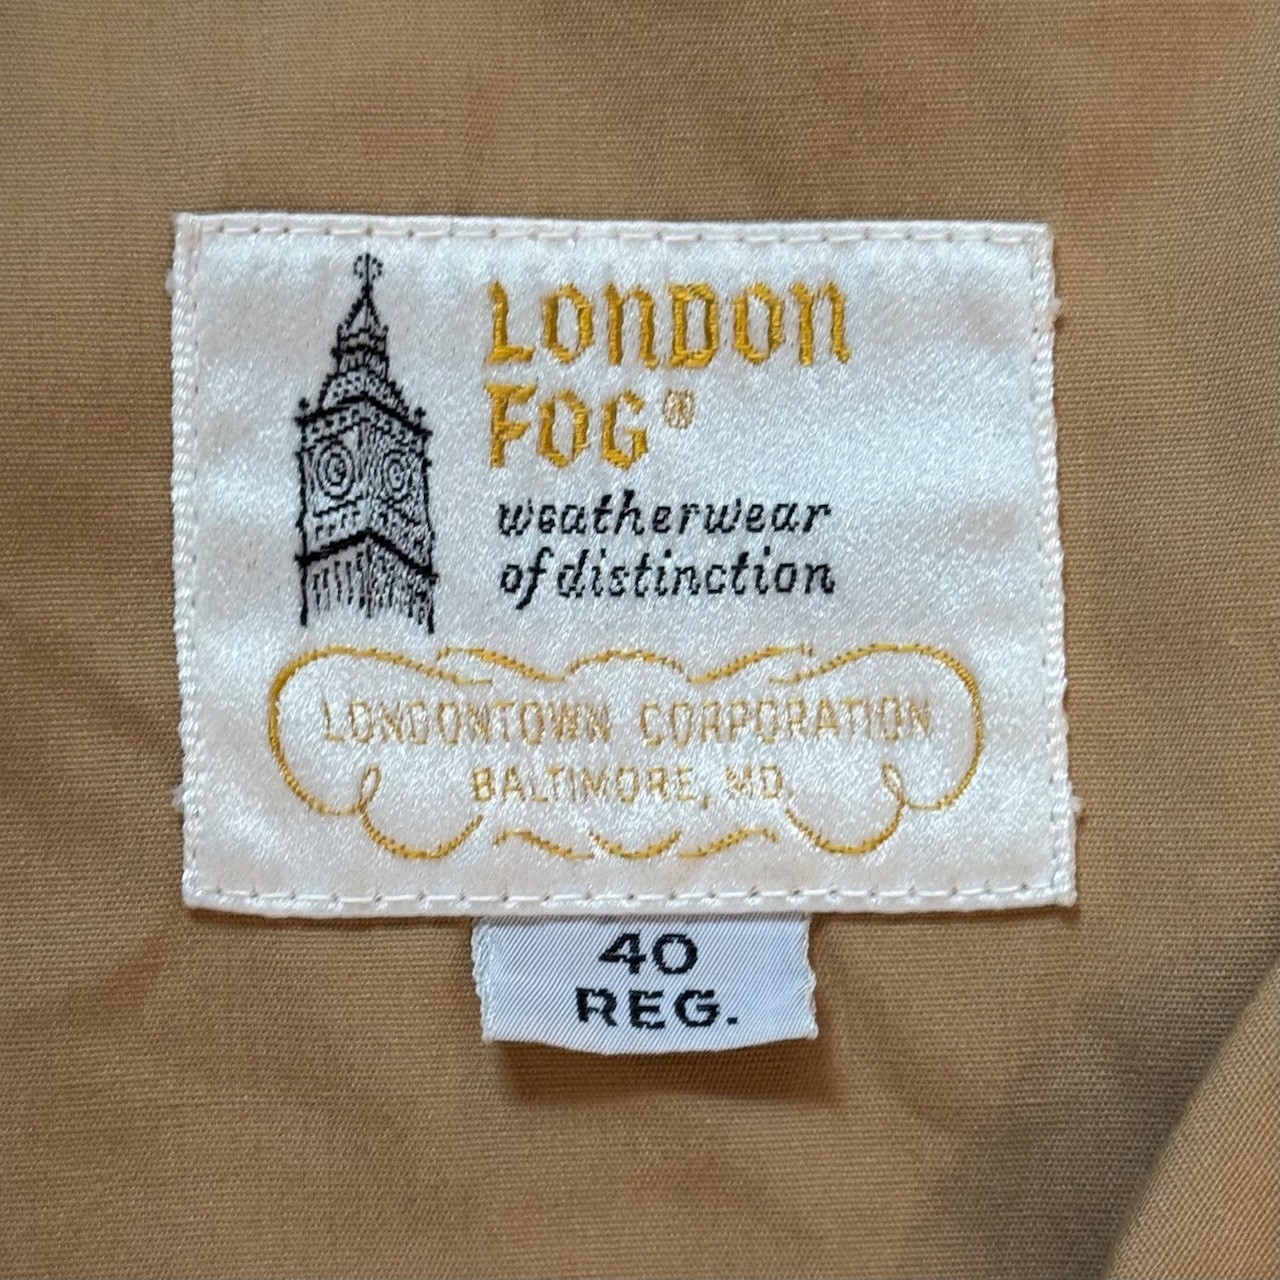 LONDON
FOG®
weatherwear
of distinction
LONDONTOWN CORPORATION
BALTIMORE, MD.
40
REG.